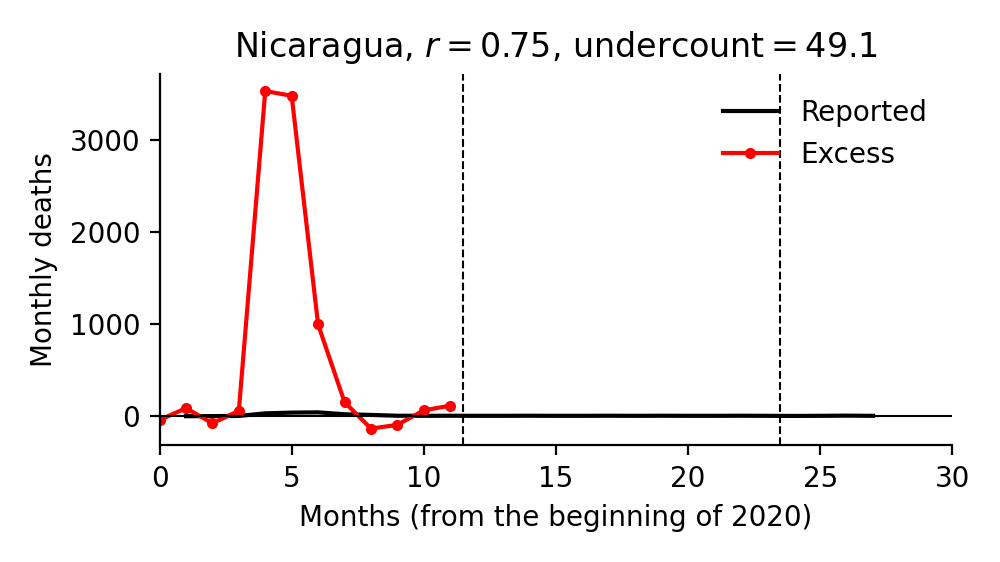 Nicaragua, r = 0.75, undercount = 49.1
Reported
Excess
Monthly deaths
3000
2000
1000
0
0 5 10 15 20 25 30
Months (from the beginning of 2020)